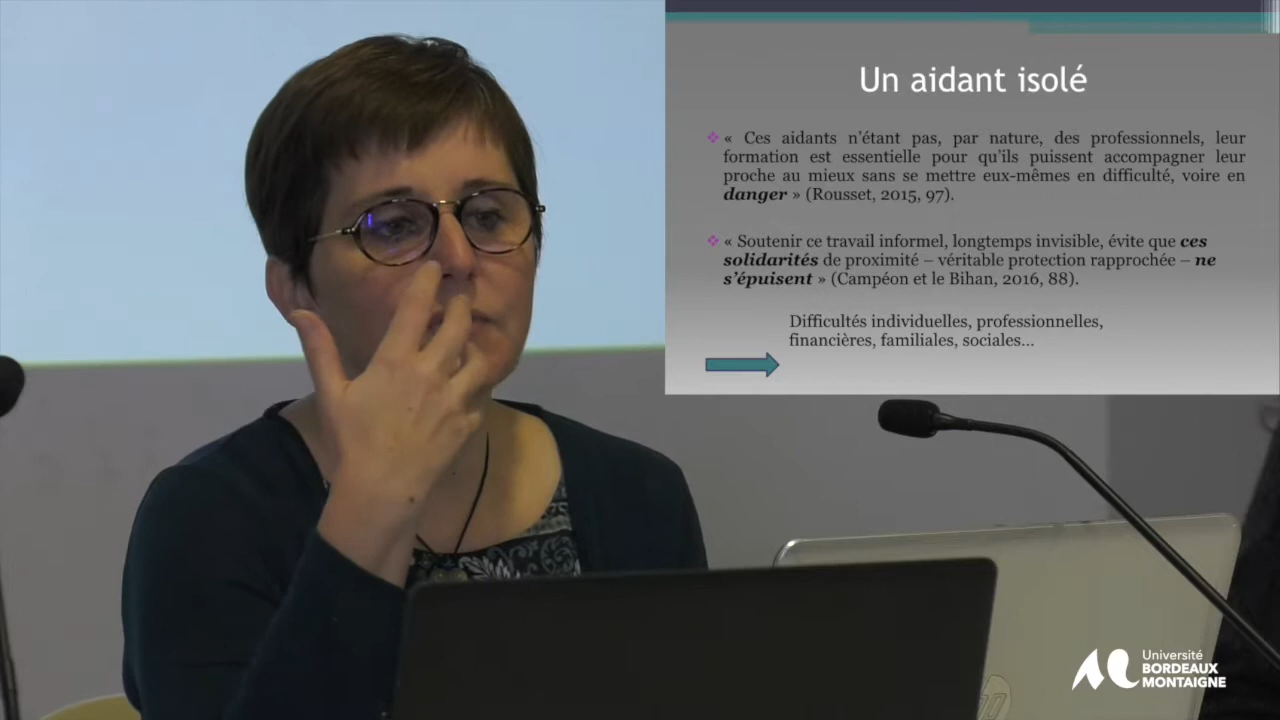 Un aidant isolé
« Ces aidants n'étant pas, par nature, des professionnels, leur
formation est essentielle pour qu'ils puissent accompagner leur
proche au mieux sans se mettre eux-mêmes en difficulté, voire en
danger » (Rousset, 2015, 97).
« Soutenir ce travail informel, longtemps invisible, évite que ces
solidarités de proximité – véritable protection rapprochée – ne
s'épuisent » (Campéon et le Bihan, 2016, 88).
Difficultés individuelles, professionnelles,
financières, familiales, sociales...
Université
BORDEAUX
MONTAIGNE
hp